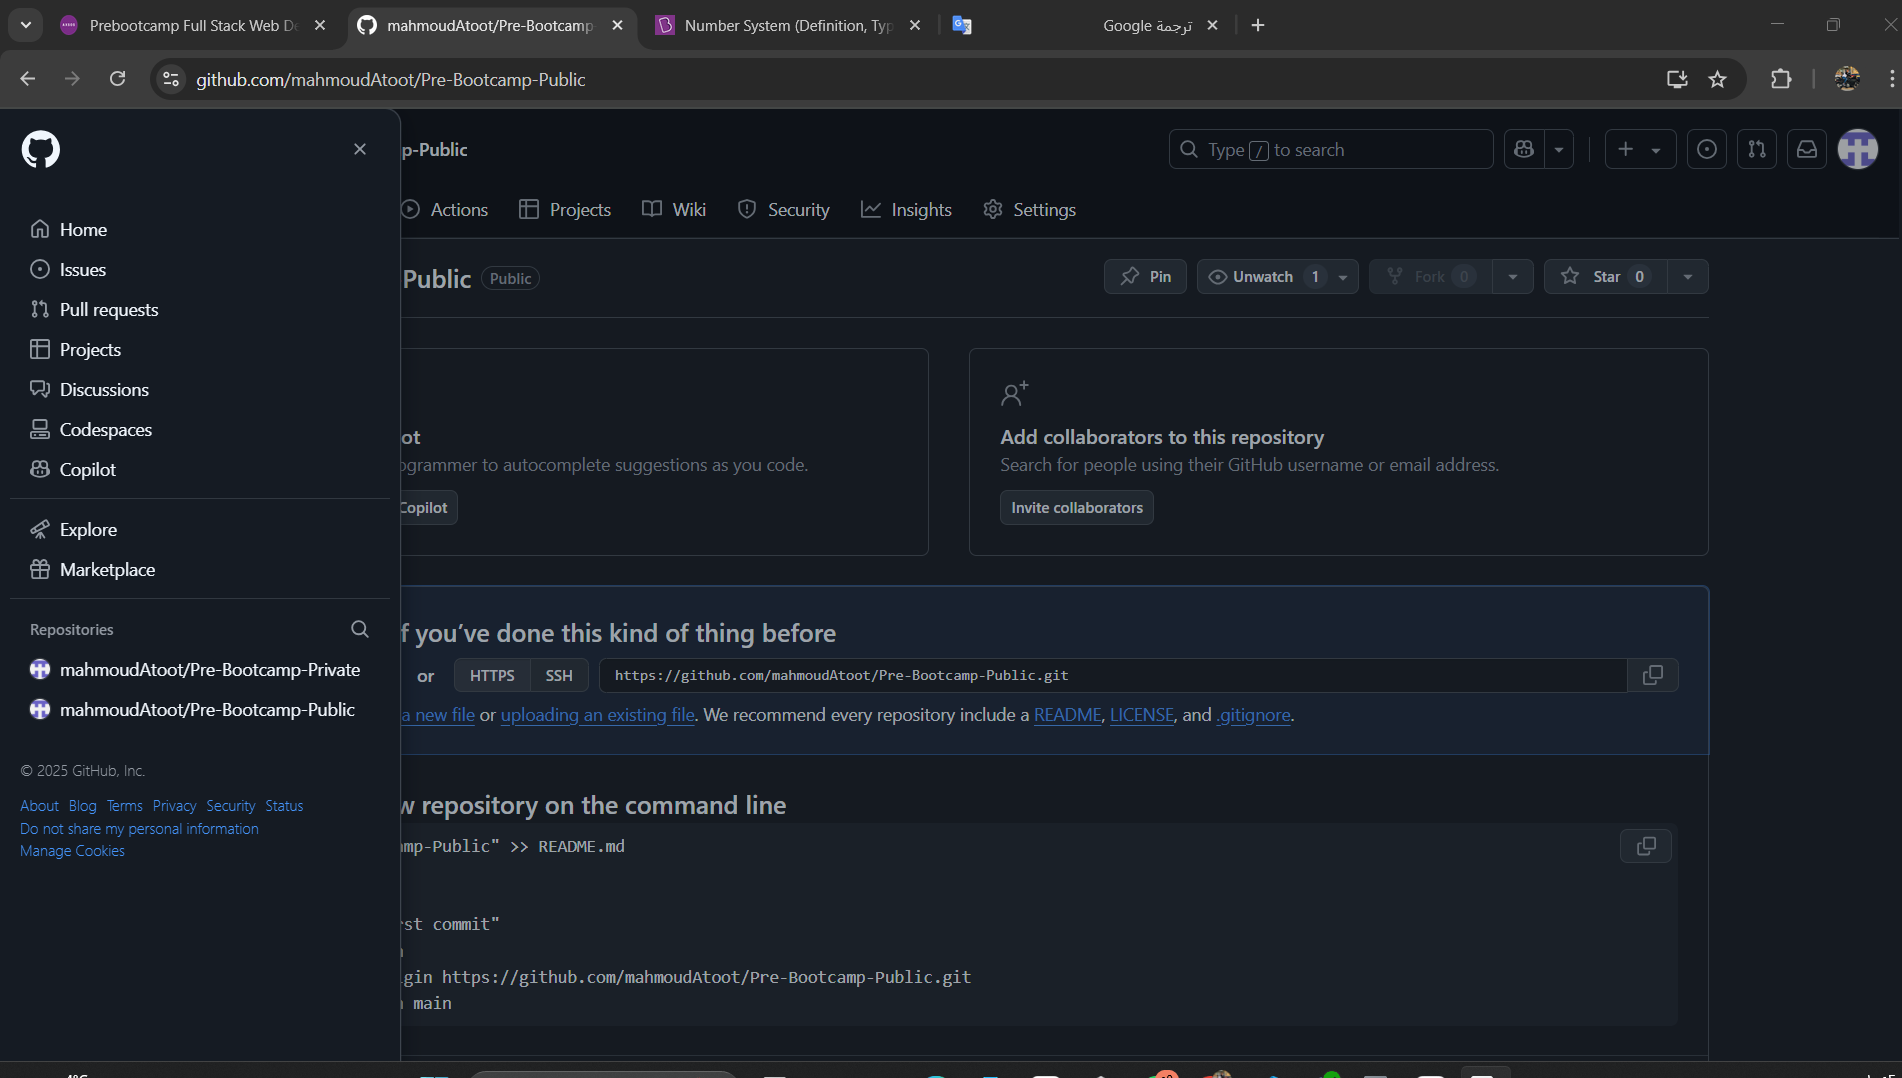 Prebootcamp Full Stack Web De
mahmoudAtoot/Pre-Bootcamp-
Number System (Definition, Typ
ترجمة Google
github.com/mahmoudAtoot/Pre-Bootcamp-Public
p-Public
Type / to search
Actions
Projects
Wiki
Security
Insights
Settings
Home
Issues
Pull requests
Projects
Discussions
Codespaces
Copilot
Explore
Marketplace
Repositories
mahmoudAtoot/Pre-Bootcamp-Private
mahmoudAtoot/Pre-Bootcamp-Public
© 2025 GitHub, Inc.
About Blog Terms Privacy Security Status
Do not share my personal information
Manage Cookies
Public Public
Pin
Unwatch 1
Fork 0
Star 0
ot
ogrammer to autocomplete suggestions as you code.
Copilot
Add collaborators to this repository
Search for people using their GitHub username or email address.
Invite collaborators
f you’ve done this kind of thing before
or HTTPS SSH https://github.com/mahmoudAtoot/Pre-Bootcamp-Public.git
a new file or uploading an existing file. We recommend every repository include a README, LICENSE, and .gitignore.
w repository on the command line
mp-Public" >> README.md
rst commit"
igin https://github.com/mahmoudAtoot/Pre-Bootcamp-Public.git
main